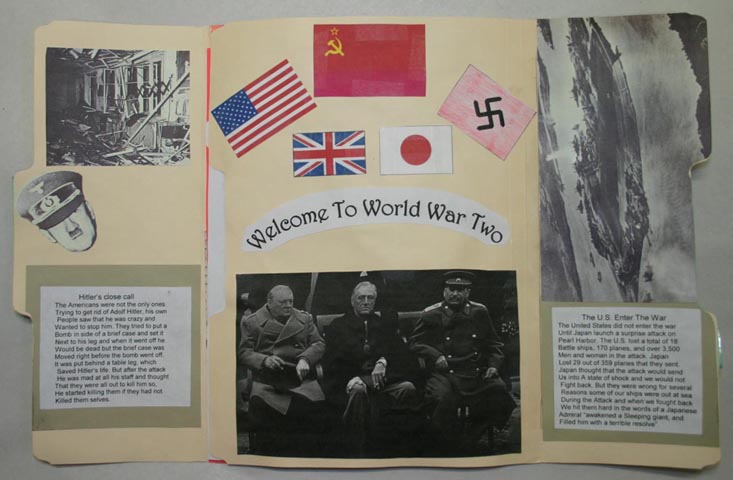 Welcome To World War Two
Hitler's close call
The Americans were not the only ones
Trying to get rid of Adolf Hitler, his own
People saw that he was crazy and
Wanted to stop him. They tried to put a
Bomb in side of a brief case and set it
Next to his leg and when it went off he
Would be dead but the brief case was
Moved right before the bomb went off.
It was put behind a table leg, which
Saved Hitler's life. But after the attack
He was mad at all his staff and thought
That they were all out to kill him so,
He started killing them if they had not
Killed them selves.
The U.S. Enter The War
The United States did not enter the war
Until Japan launch a surprise attack on
Pearl Harbor. The U.S. lost a total of 18
Battle ships, 170 planes, and over 3,500
Men and woman in the attack. Japan
Lost 29 out of 359 planes that they sent.
Japan thought that the attack would send
Us into A state of shock and we would not
Fight back. But they were wrong for several
Reasons some of our ships were out at sea
During the Attack and when we fought back
We hit them hard in the words of a Japanese
Admiral "awakened a Sleeping giant, and
Filled him with a terrible resolve"